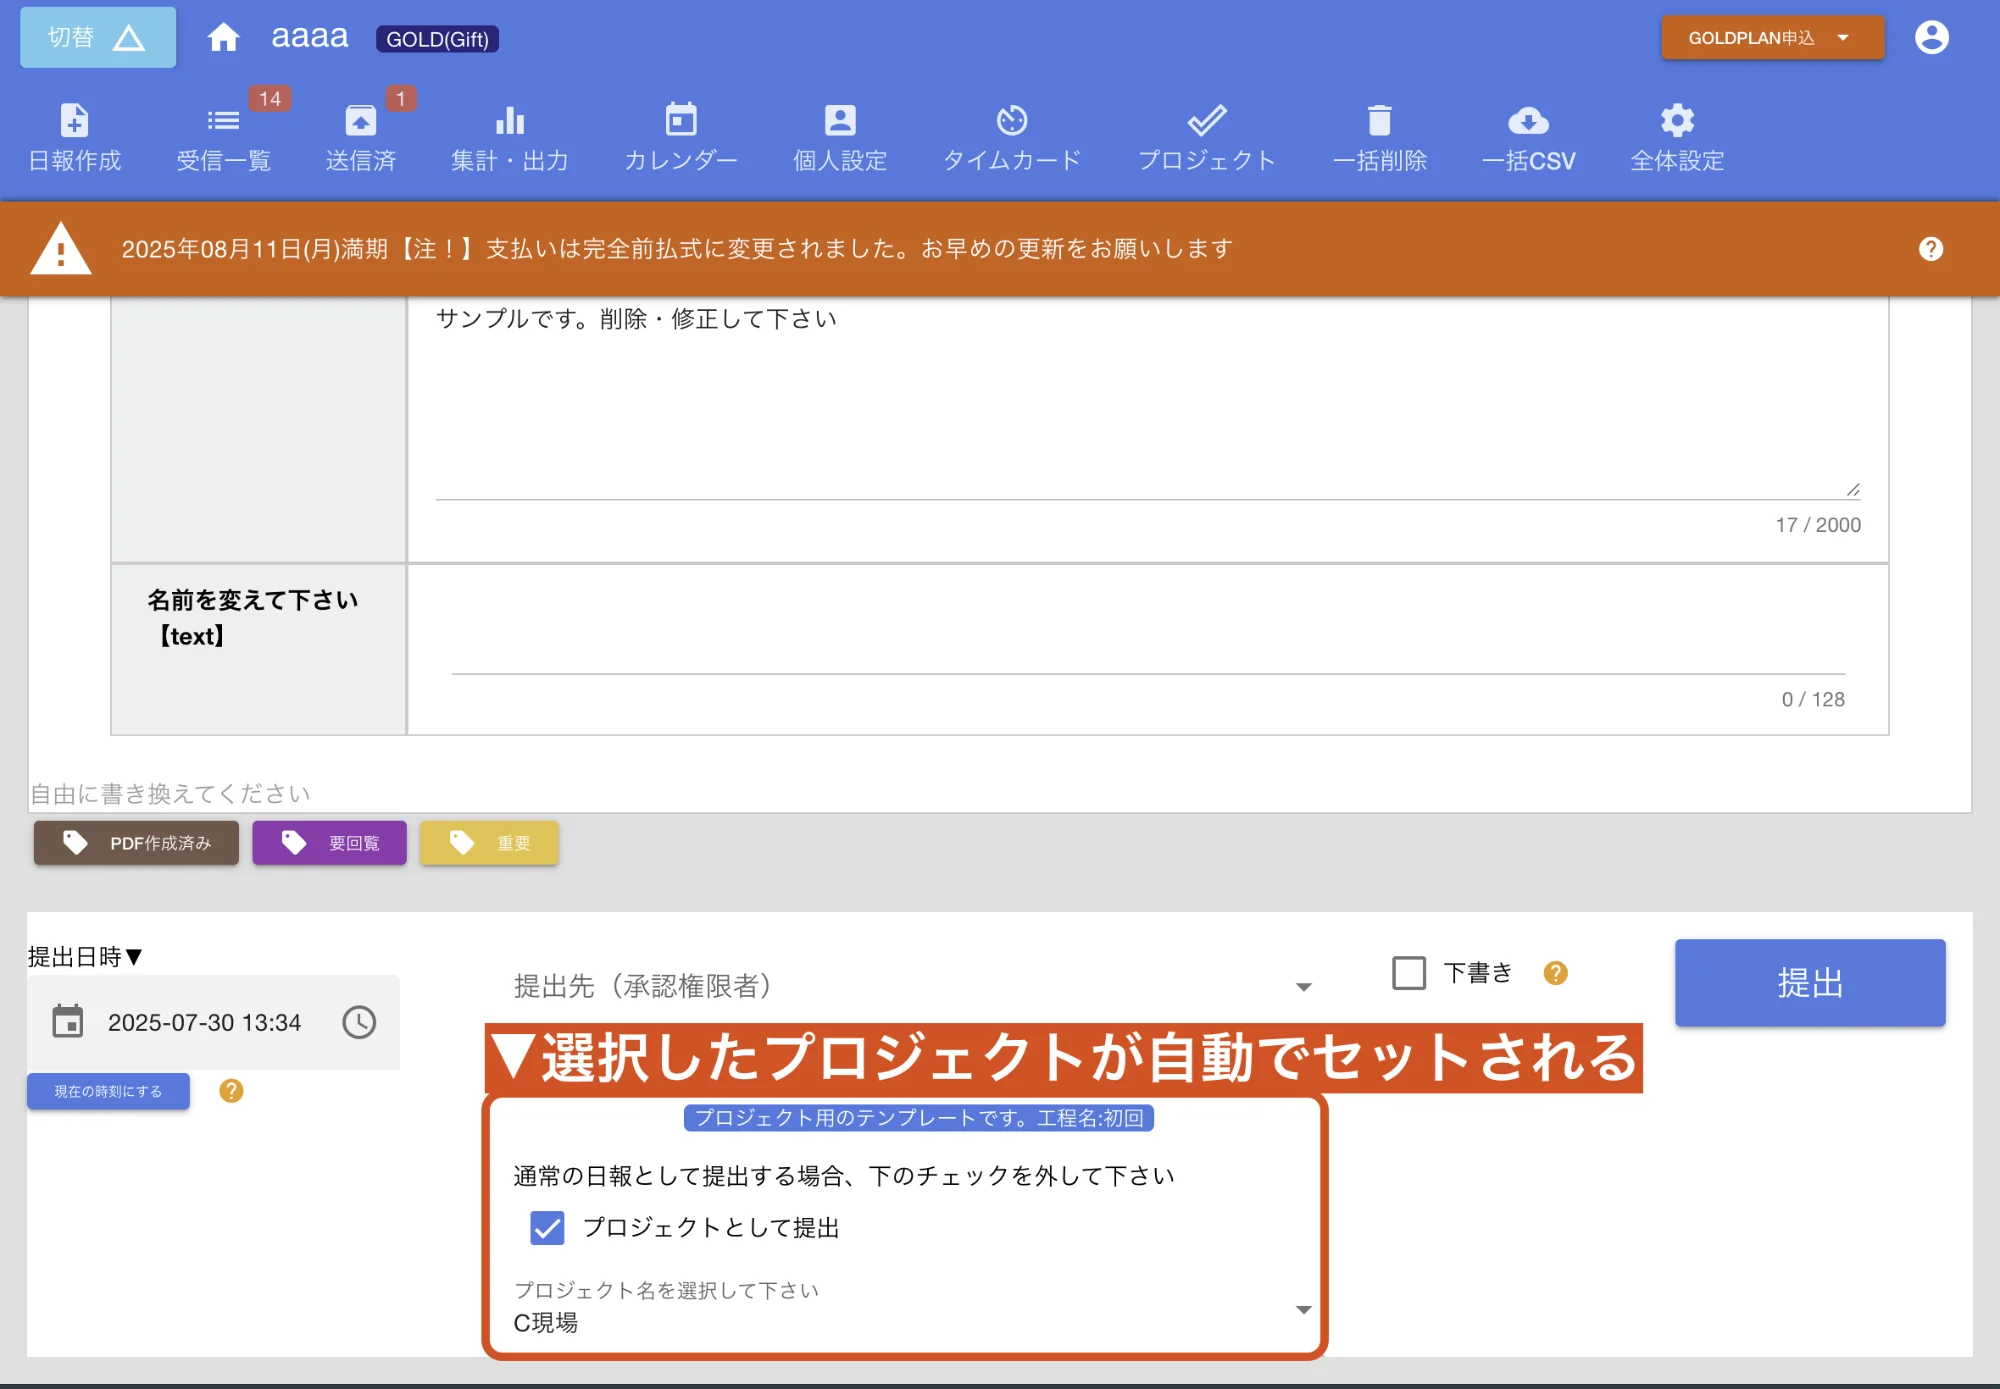 切替
aaaa
GOLD(Gift)
GOLDPLAN申込
14
1
日報作成
受信一覧
送信済
集計・出力
カレンダー
個人設定
タイムカード
プロジェクト
一括削除
一括CSV
全体設定
2025年08月11日(月)満期【注！】支払いは完全前払式に変更されました。お早めの更新をお願いします
サンプルです。削除・修正して下さい
17 / 2000
名前を変えて下さい
【text】
0 / 128
自由に書き換えてください
PDF作成済み
要回覧
重要
提出日時▼
2025-07-30 13:34
現在の時刻にする
提出先（承認権限者）
下書き
提出
▼選択したプロジェクトが自動でセットされる
プロジェクト用のテンプレートです。工程名:初回
通常の日報として提出する場合、下のチェックを外して下さい
プロジェクトとして提出
プロジェクト名を選択して下さい
C現場